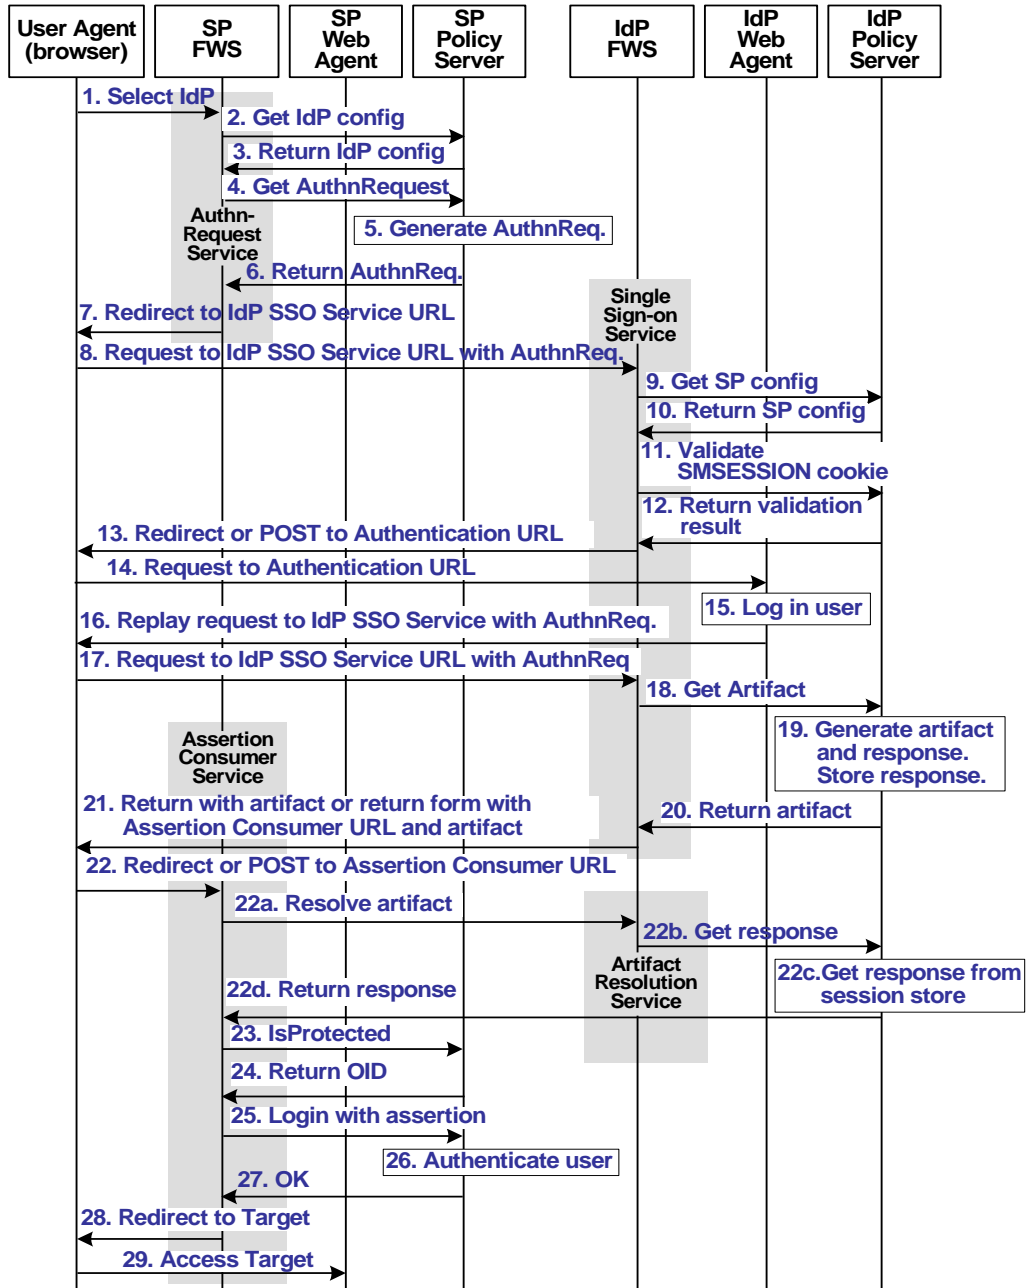 User Agent
(browser)
SP
FWS
SP
Web
Agent
SP
Policy
Server
IdP
FWS
IdP
Web
Agent
IdP
Policy
Server
1. Select IdP
2. Get IdP config
3. Return IdP config
4. Get AuthnRequest
Authn-
Request
Service
5. Generate AuthnReq.
6. Return AuthnReq.
Single
Sign-on
Service
7. Redirect to IdP SSO Service URL
8. Request to IdP SSO Service URL with AuthnReq.
9. Get SP config
10. Return SP config
11. Validate
SMSESSION cookie
12. Return validation
result
13. Redirect or POST to Authentication URL
14. Request to Authentication URL
15. Log in user
16. Replay request to IdP SSO Service with AuthnReq.
17. Request to IdP SSO Service URL with AuthnReq
18. Get Artifact
19. Generate artifact
and response.
Store response.
Assertion
Consumer
Service
20. Return artifact
21. Return with artifact or return form with
Assertion Consumer URL and artifact
22. Redirect or POST to Assertion Consumer URL
22a. Resolve artifact
22b. Get response
Artifact
Resolution
Service
22c.Get response from
session store
22d. Return response
23. IsProtected
24. Return OID
25. Login with assertion
26. Authenticate user
27. OK
28. Redirect to Target
29. Access Target